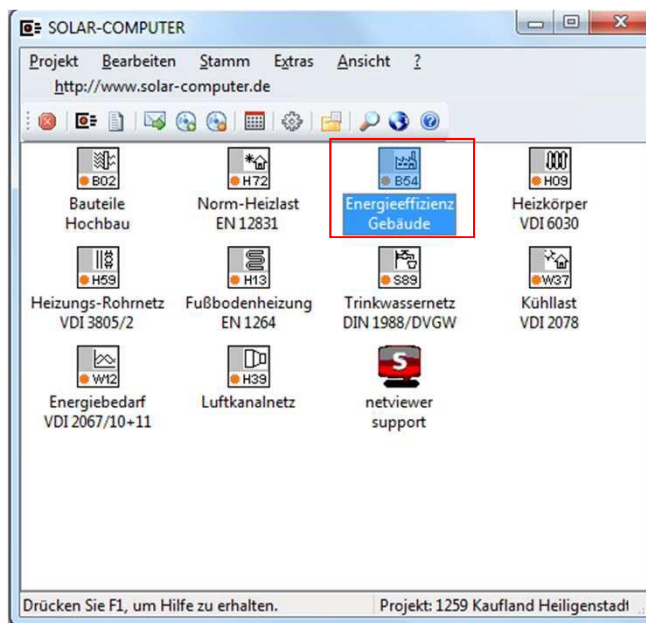 SOLAR-COMPUTER
Projekt Bearbeiten Stamm Extras Ansicht ?
http://www.solar-computer.de
B02 H72 B54 H09
Bauteile Norm-Heizlast Energieeffizienz Heizkörper
Hochbau EN 12831 Gebäude VDI 6030
H59 H13 S89 W37
Heizungs-Rohrnetz Fußbodenheizung Trinkwassernetz Kühllast
VDI 3805/2 EN 1264 DIN 1988/DVGW VDI 2078
W12 H39 S
Energiebedarf Luftkanalnetz netviewer
VDI 2067/10+11 support
Drücken Sie F1, um Hilfe zu erhalten. Projekt: 1259 Kaufland Heiligenstadt